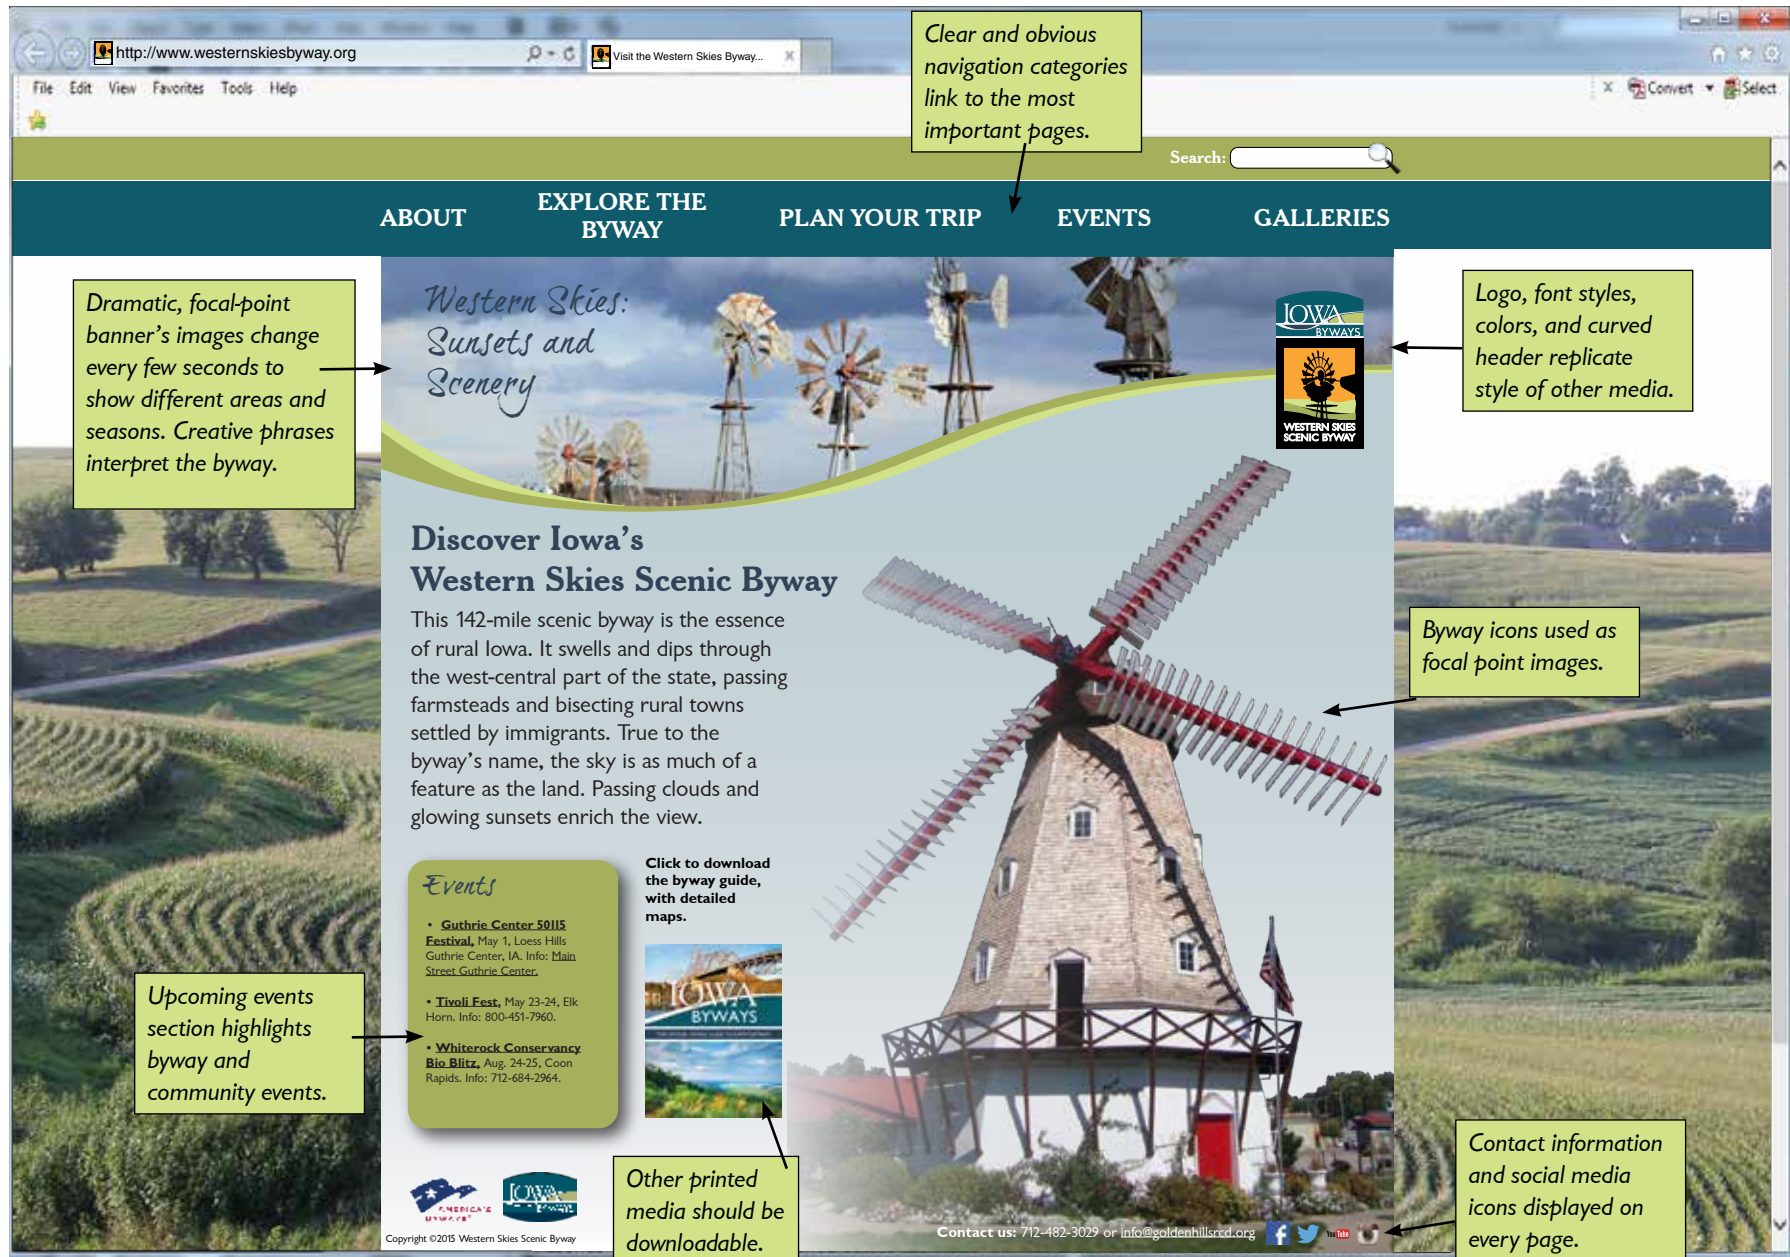 http://www.westernskiesbyway.org
Visit the Western Skies Byway...
File Edit View Favorites Tools Help
Convert
Select
Clear and obvious
navigation categories
link to the most
important pages.
Search:
ABOUT
EXPLORE THE
BYWAY
PLAN YOUR TRIP
EVENTS
GALLERIES
Dramatic, focal-point
banner's images change
every few seconds to
show different areas and
seasons. Creative phrases
interpret the byway.
Western Skies:
Sunsets and
Scenery
IOWA
BYWAYS
WESTERN SKIES
SCENIC BYWAY
Logo, font styles,
colors, and curved
header replicate
style of other media.
Discover Iowa's
Western Skies Scenic Byway
This 142-mile scenic byway is the essence
of rural Iowa. It swells and dips through
the west-central part of the state, passing
farmsteads and bisecting rural towns
settled by immigrants. True to the
byway's name, the sky is as much of a
feature as the land. Passing clouds and
glowing sunsets enrich the view.
Byway icons used as
focal point images.
Events
• Guthrie Center 50115
Festival, May 1, Loess Hills
Guthrie Center, IA. Info: Main
Street Guthrie Center.
• Tivoli Fest, May 23-24, Elk
Horn. Info: 800-451-7960.
• Whiterock Conservancy
Bio Blitz, Aug. 24-25, Coon
Rapids. Info: 712-684-2964.
Click to download
the byway guide,
with detailed
maps.
IOWA
BYWAYS
Upcoming events
section highlights
byway and
community events.
Other printed
media should be
downloadable.
AMERICA'S
BYWAYS
IOWA
BYWAYS
Copyright ©2015 Western Skies Scenic Byway
Contact us: 712-482-3029 or info@goldenhillsrcd.org
f
You Tube
Contact information
and social media
icons displayed on
every page.